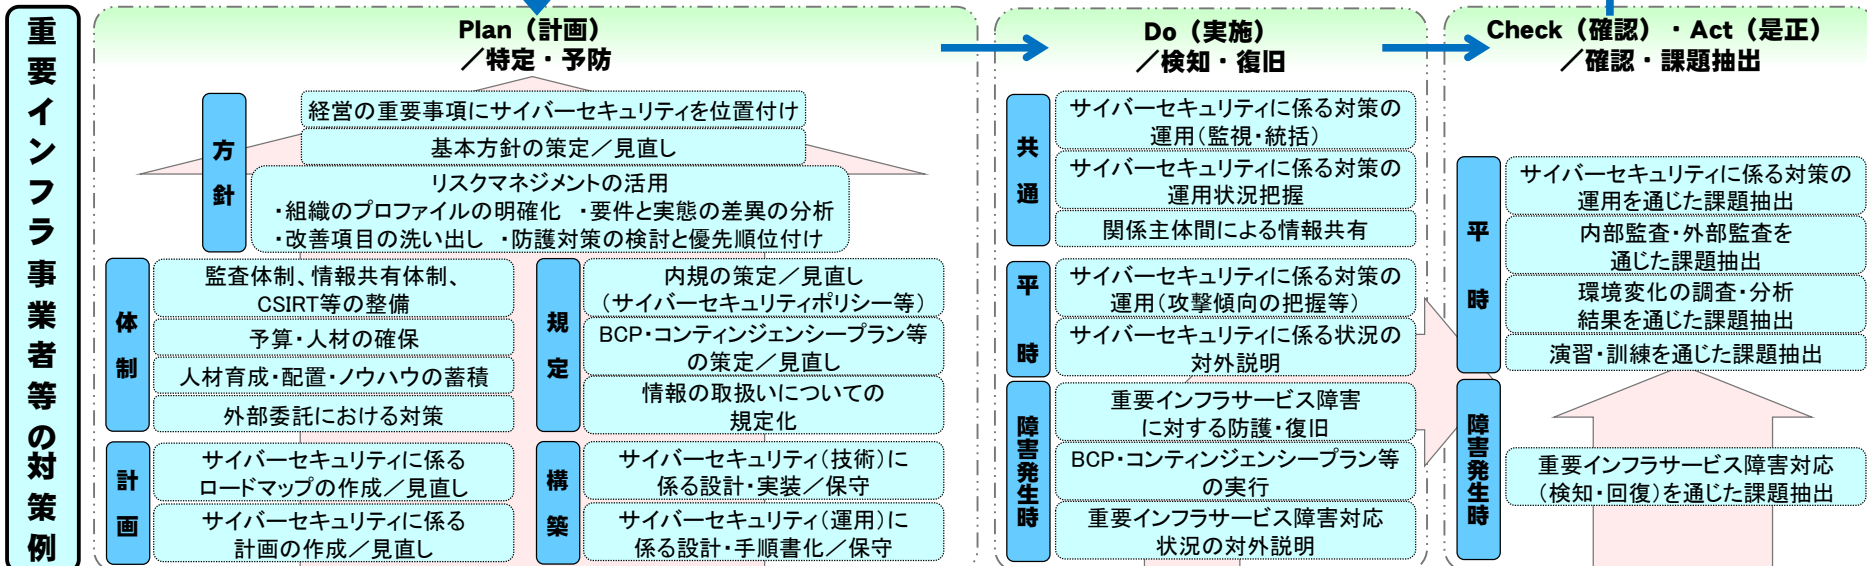 重要インフラ事業者等の対策例
Plan（計画）
／特定・予防
方針
経営の重要事項にサイバーセキュリティを位置付け
基本方針の策定／見直し
リスクマネジメントの活用
・組織のプロファイルの明確化　・要件と実態の差異の分析
・改善項目の洗い出し　・防護対策の検討と優先順位付け
体制
監査体制、情報共有体制、
CSIRT等の整備
予算・人材の確保
人材育成・配置・ノウハウの蓄積
外部委託における対策
規定
内規の策定／見直し
（サイバーセキュリティポリシー等）
BCP・コンティンジェンシープラン等
の策定／見直し
情報の取扱いについての
規定化
計画
サイバーセキュリティに係る
ロードマップの作成／見直し
サイバーセキュリティに係る
計画の作成／見直し
構築
サイバーセキュリティ（技術）に
係る設計・実装／保守
サイバーセキュリティ（運用）に
係る設計・手順書化／保守
Do（実施）
／検知・復旧
共通
サイバーセキュリティに係る対策の
運用（監視・統括）
サイバーセキュリティに係る対策の
運用状況把握
関係主体間による情報共有
平時
サイバーセキュリティに係る対策の
運用（攻撃傾向の把握等）
サイバーセキュリティに係る状況の
対外説明
障害発生時
重要インフラサービス障害
に対する防護・復旧
BCP・コンティンジェンシープラン等
の実行
重要インフラサービス障害対応
状況の対外説明
Check（確認）・Act（是正）
／確認・課題抽出
平時
サイバーセキュリティに係る対策の
運用を通じた課題抽出
内部監査・外部監査を
通じた課題抽出
環境変化の調査・分析
結果を通じた課題抽出
演習・訓練を通じた課題抽出
障害発生時
重要インフラサービス障害対応
（検知・回復）を通じた課題抽出